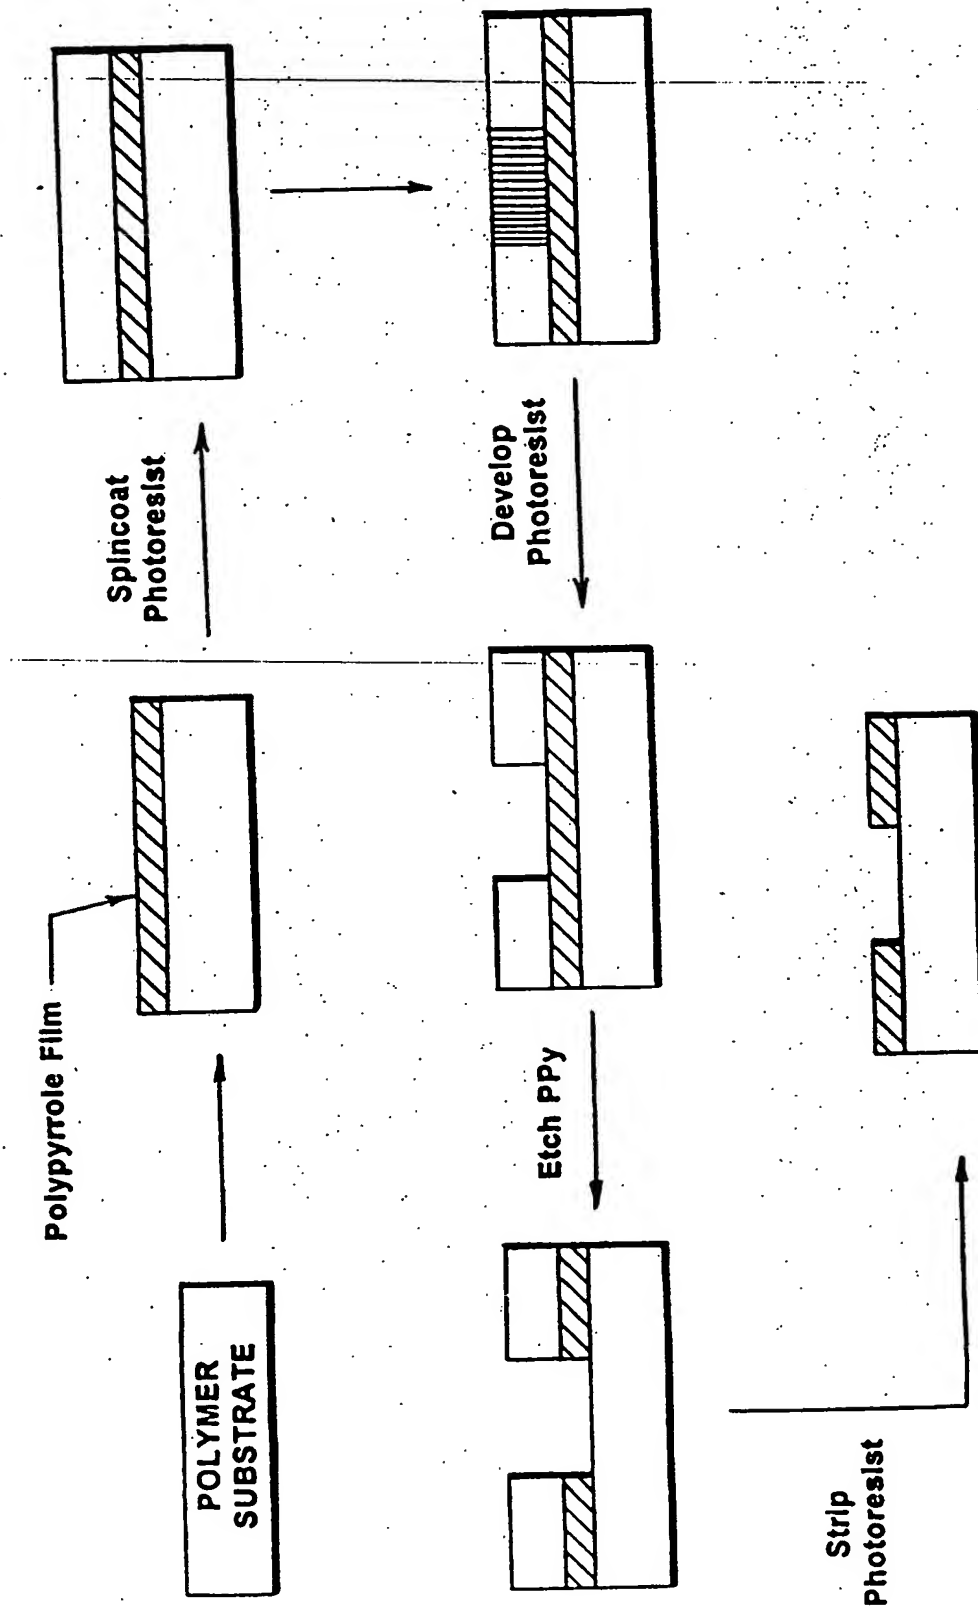 Polypyrrole Film
POLYMER
SUBSTRATE
Spincoat
Photoresist
Develop
Photoresist
Etch PPy
Strip
Photoresist